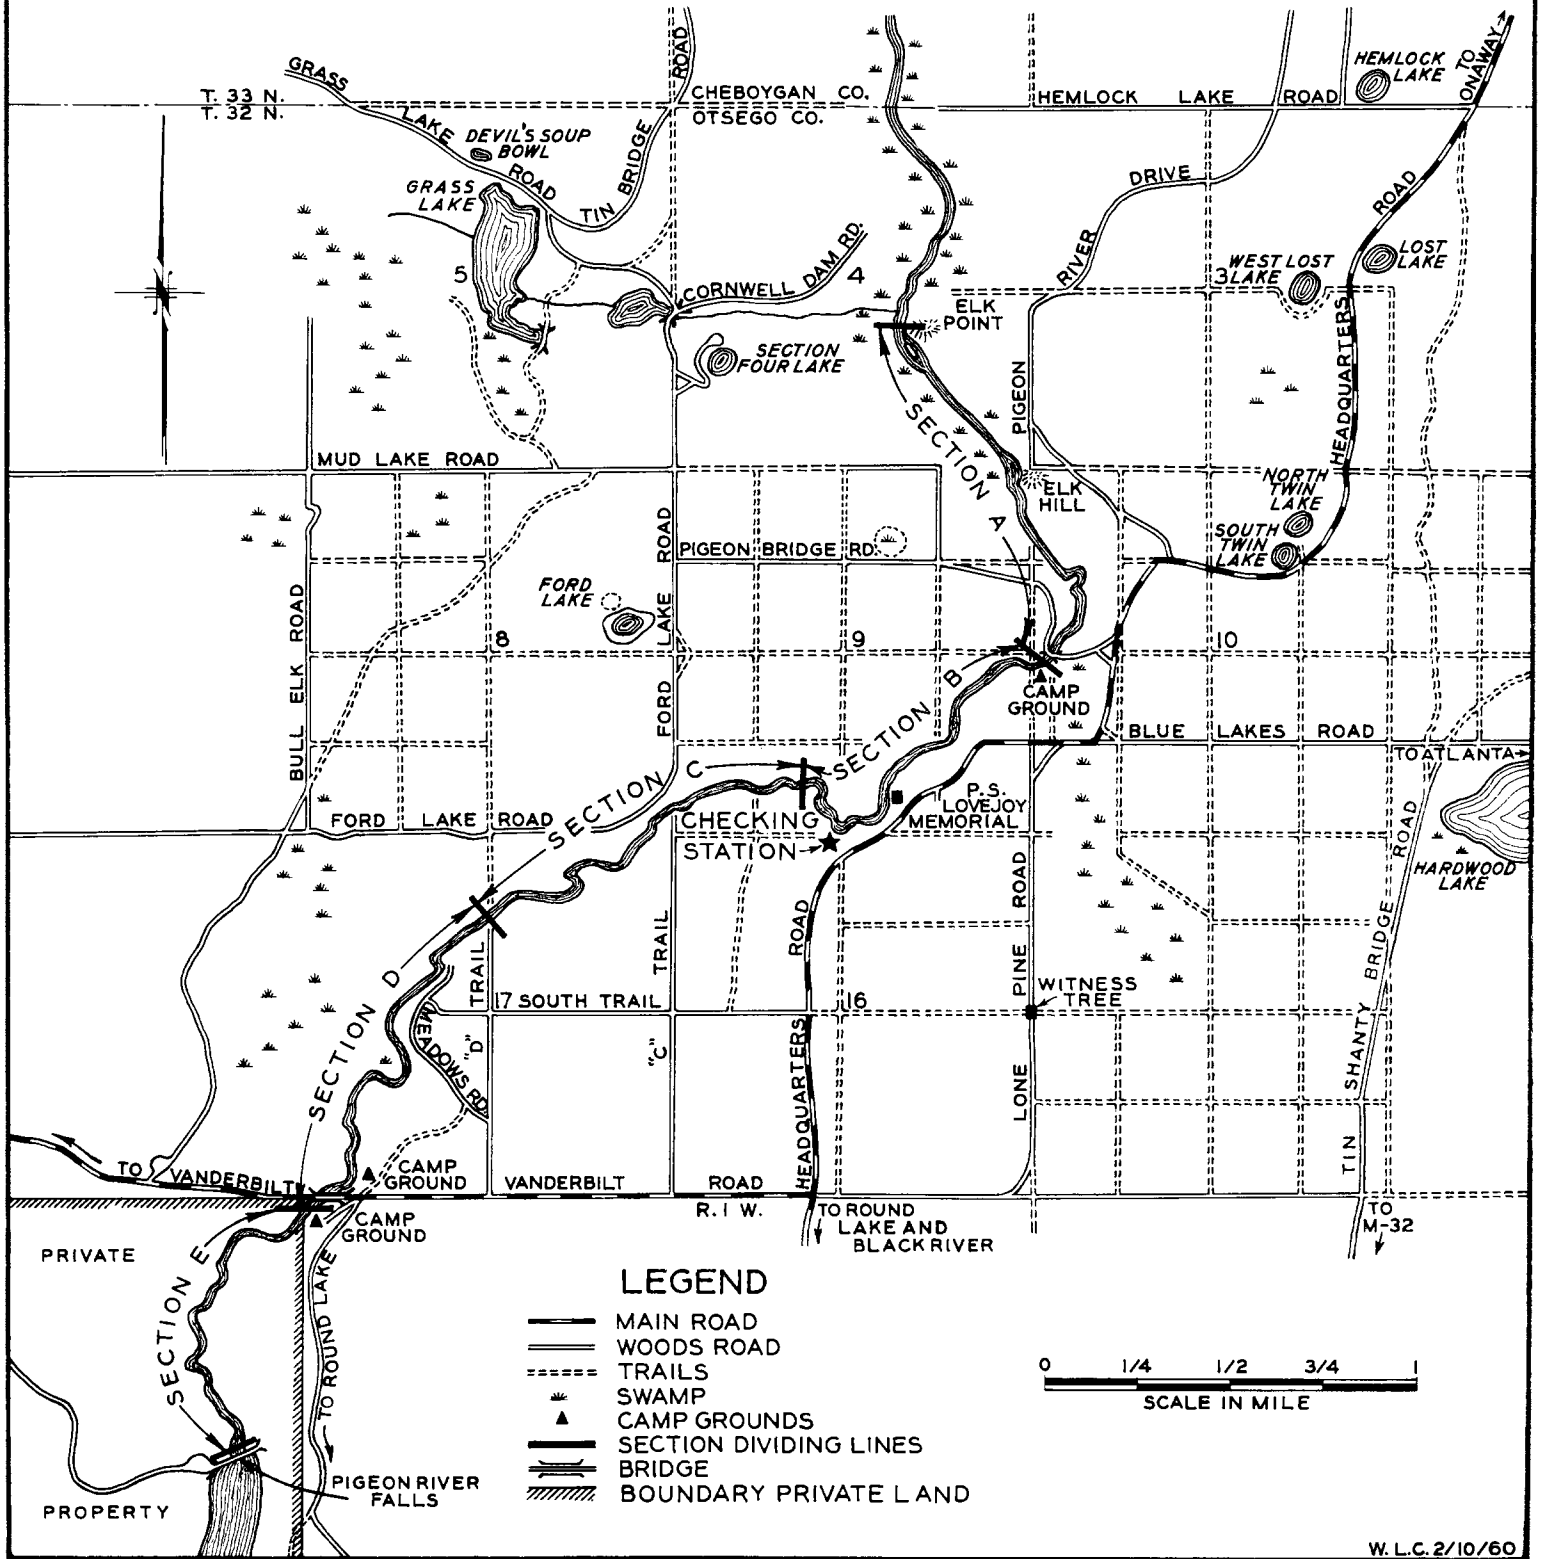 GRASS LAKE ROAD
T. 33 N.
T. 32 N.
DEVIL'S SOUP
BOWL
GRASS
LAKE
TIN BRIDGE ROAD
CHEBOYGAN CO.
OTSEGO CO.
HEMLOCK LAKE ROAD
HEMLOCK
LAKE
TO
ONAWAY
PIGEON RIVER DRIVE
HEADQUARTERS ROAD
WEST LOST
LAKE
LOST
LAKE
5
4
3
CORNWELL DAM RD.
ELK
POINT
SECTION
FOUR LAKE
SECTION A
MUD LAKE ROAD
ELK
HILL
NORTH
TWIN
LAKE
SOUTH
TWIN
LAKE
PIGEON BRIDGE RD.
FORD
LAKE
BULL ELK ROAD
FORD LAKE ROAD
8
9
10
SECTION B
CAMP
GROUND
BLUE LAKES ROAD
TO ATLANTA
SECTION C
P.S.
LOVEJOY
MEMORIAL
FORD LAKE ROAD
CHECKING
STATION
HARDWOOD
LAKE
SECTION D
TRAIL "D"
TRAIL "C"
17
SOUTH TRAIL
16
MEADOWS RD.
HEADQUARTERS ROAD
LONE PINE ROAD
WITNESS
TREE
TIN SHANTY BRIDGE ROAD
TO VANDERBILT
CAMP
GROUND
VANDERBILT ROAD
R. 1 W.
CAMP
GROUND
TO ROUND
LAKE AND
BLACK RIVER
TO
M-32
PRIVATE
SECTION E
TO ROUND LAKE
PIGEON RIVER
FALLS
PROPERTY
LEGEND
MAIN ROAD
WOODS ROAD
TRAILS
SWAMP
CAMP GROUNDS
SECTION DIVIDING LINES
BRIDGE
BOUNDARY PRIVATE LAND
0 1/4 1/2 3/4 1
SCALE IN MILE
W. L.C. 2/10/60